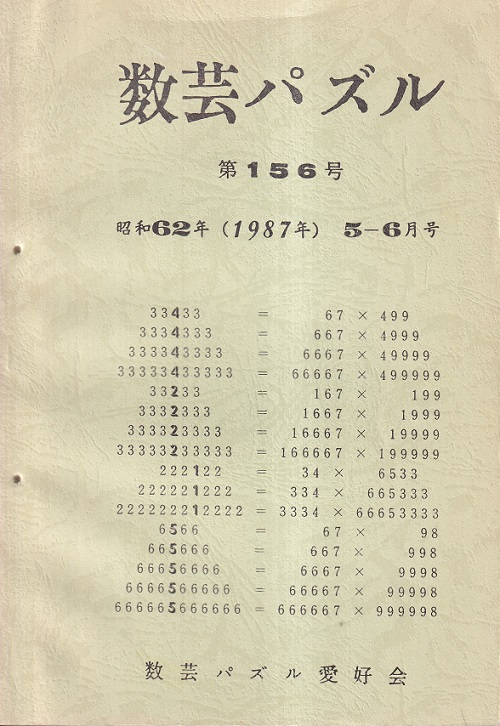 数芸パズル
第156号
昭和62年（1987年） 5－6月号
33433 = 67 × 499
3334333 = 667 × 4999
333343333 = 6667 × 49999
33333433333 = 66667 × 499999
33233 = 167 × 199
3332333 = 1667 × 1999
333323333 = 16667 × 19999
33333233333 = 166667 × 199999
222122 = 34 × 6533
222221222 = 334 × 665333
222222212222 = 3334 × 66653333
6566 = 67 × 98
665666 = 667 × 998
66656666 = 6667 × 9998
6666566666 = 66667 × 99998
666665666666 = 666667 × 999998
数芸パズル愛好会